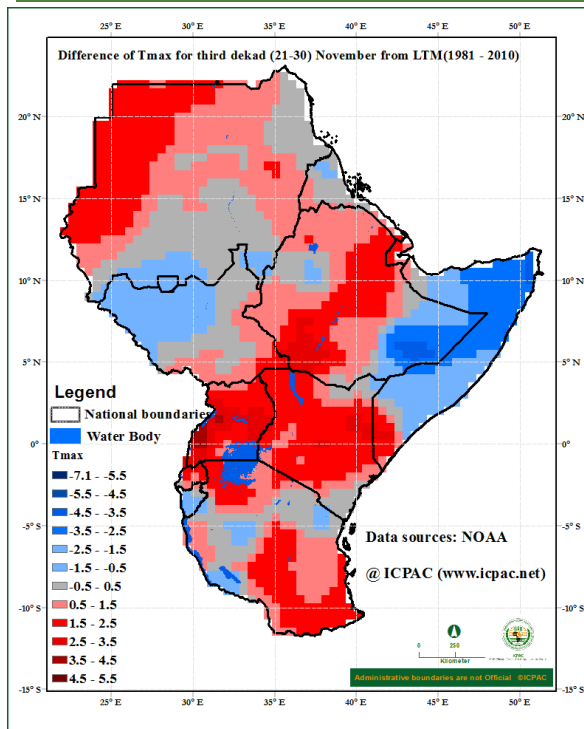 Difference of Tmax for third dekad (21-30) November from LTM(1981 - 2010)
20° N
20° N
15° N
15° N
10° N
10° N
5° N
5° N
0°
0°
-5° S
-5° S
-10° S
-10° S
-15° S
-15° S
Legend
National boundaries
Water Body
Tmax
-7.1 - -5.5
-5.5 - -4.5
-4.5 - -3.5
-3.5 - -2.5
-2.5 - -1.5
-1.5 - -0.5
-0.5 - 0.5
0.5 - 1.5
1.5 - 2.5
2.5 - 3.5
3.5 - 4.5
4.5 - 5.5
Data sources: NOAA
@ ICPAC (www.icpac.net)
0 250
Kilometer
ICPAC
Administrative boundaries are not Official ©ICPAC
25° E 30° E 35° E 40° E 45° E 50° E
25° E 30° E 35° E 40° E 45° E 50° E